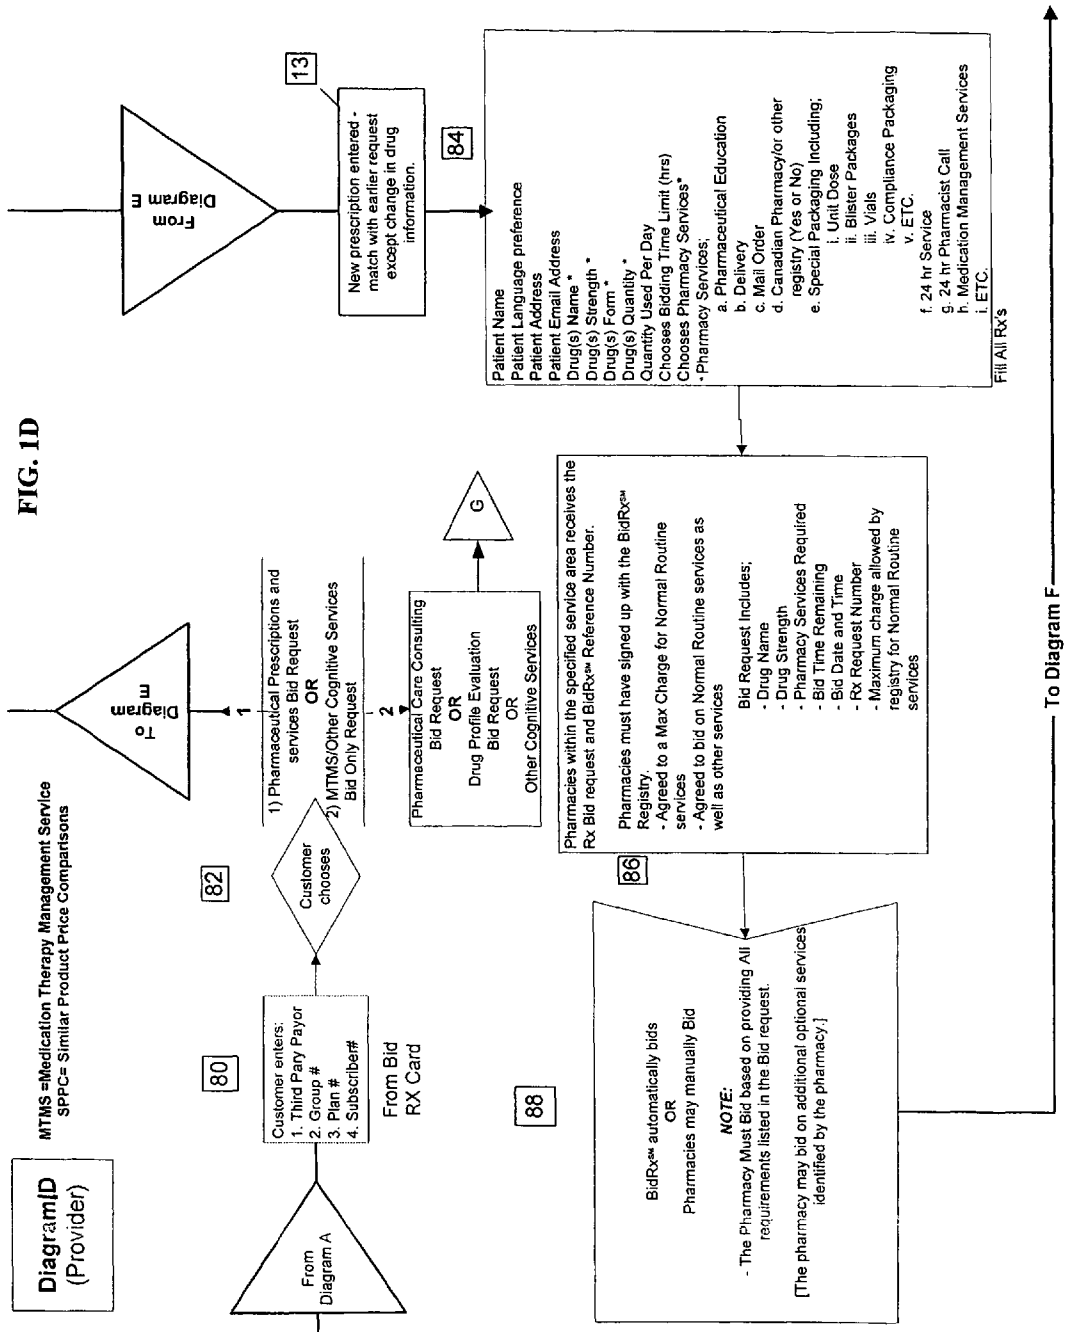 FIG. 1D
Diagram D
(Provider)
MTMS =Medication Therapy Management Service
SPPC= Similar Product Price Comparisons
From
Diagram A
80
Customer enters:
1. Third Pary Payor
2. Group #
3. Plan #
4. Subscriber#
From Bid
RX Card
82
Customer
chooses
1) Pharmaceutical Prescriptions and
services Bid Request
OR
2) MTMS/Other Cognitive Services
Bid Only Request
1
To
Diagram
E
2
Pharmaceutical Care Consulting
Bid Request
OR
Drug Profile Evaluation
Bid Request
OR
Other Cognitive Services
G
From
Diagram E
13
New prescription entered -
match with earlier request
except change in drug
information.
84
Patient Name
Patient Language preference
Patient Address
Patient Email Address
Drug(s) Name *
Drug(s) Strength *
Drug(s) Form *
Drug(s) Quantity *
Quantity Used Per Day
Chooses Bidding Time Limit (hrs)
Chooses Pharmacy Services*
- Pharmacy Services;
a. Pharmaceutical Education
b. Delivery
c. Mail Order
d. Canadian Pharmacy/or other
registry (Yes or No)
e. Special Packaging Including;
i. Unit Dose
ii. Blister Packages
iii. Vials
iv. Compliance Packaging
v. ETC.
f. 24 hr Service
g. 24 hr Pharmacist Call
h. Medication Management Services
i. ETC.
Fill All Rx's
86
Pharmacies within the specified service area receives the
Rx Bid request and BidRx℠ Reference Number.
Pharmacies must have signed up with the BidRx℠
Registry.
- Agreed to a Max Charge for Normal Routine
services
- Agreed to bid on Normal Routine services as
well as other services
Bid Request Includes;
- Drug Name
- Drug Strength
- Pharmacy Services Required
- Bid Time Remaining
- Bid Date and Time
- Rx Request Number
- Maximum charge allowed by
registry for Normal Routine
services
88
BidRx℠ automatically bids
OR
Pharmacies may manually Bid
NOTE:
- The Pharmacy Must Bid based on providing All
requirements listed in the Bid request.
[The pharmacy may bid on additional optional services
identified by the pharmacy.]
To Diagram F